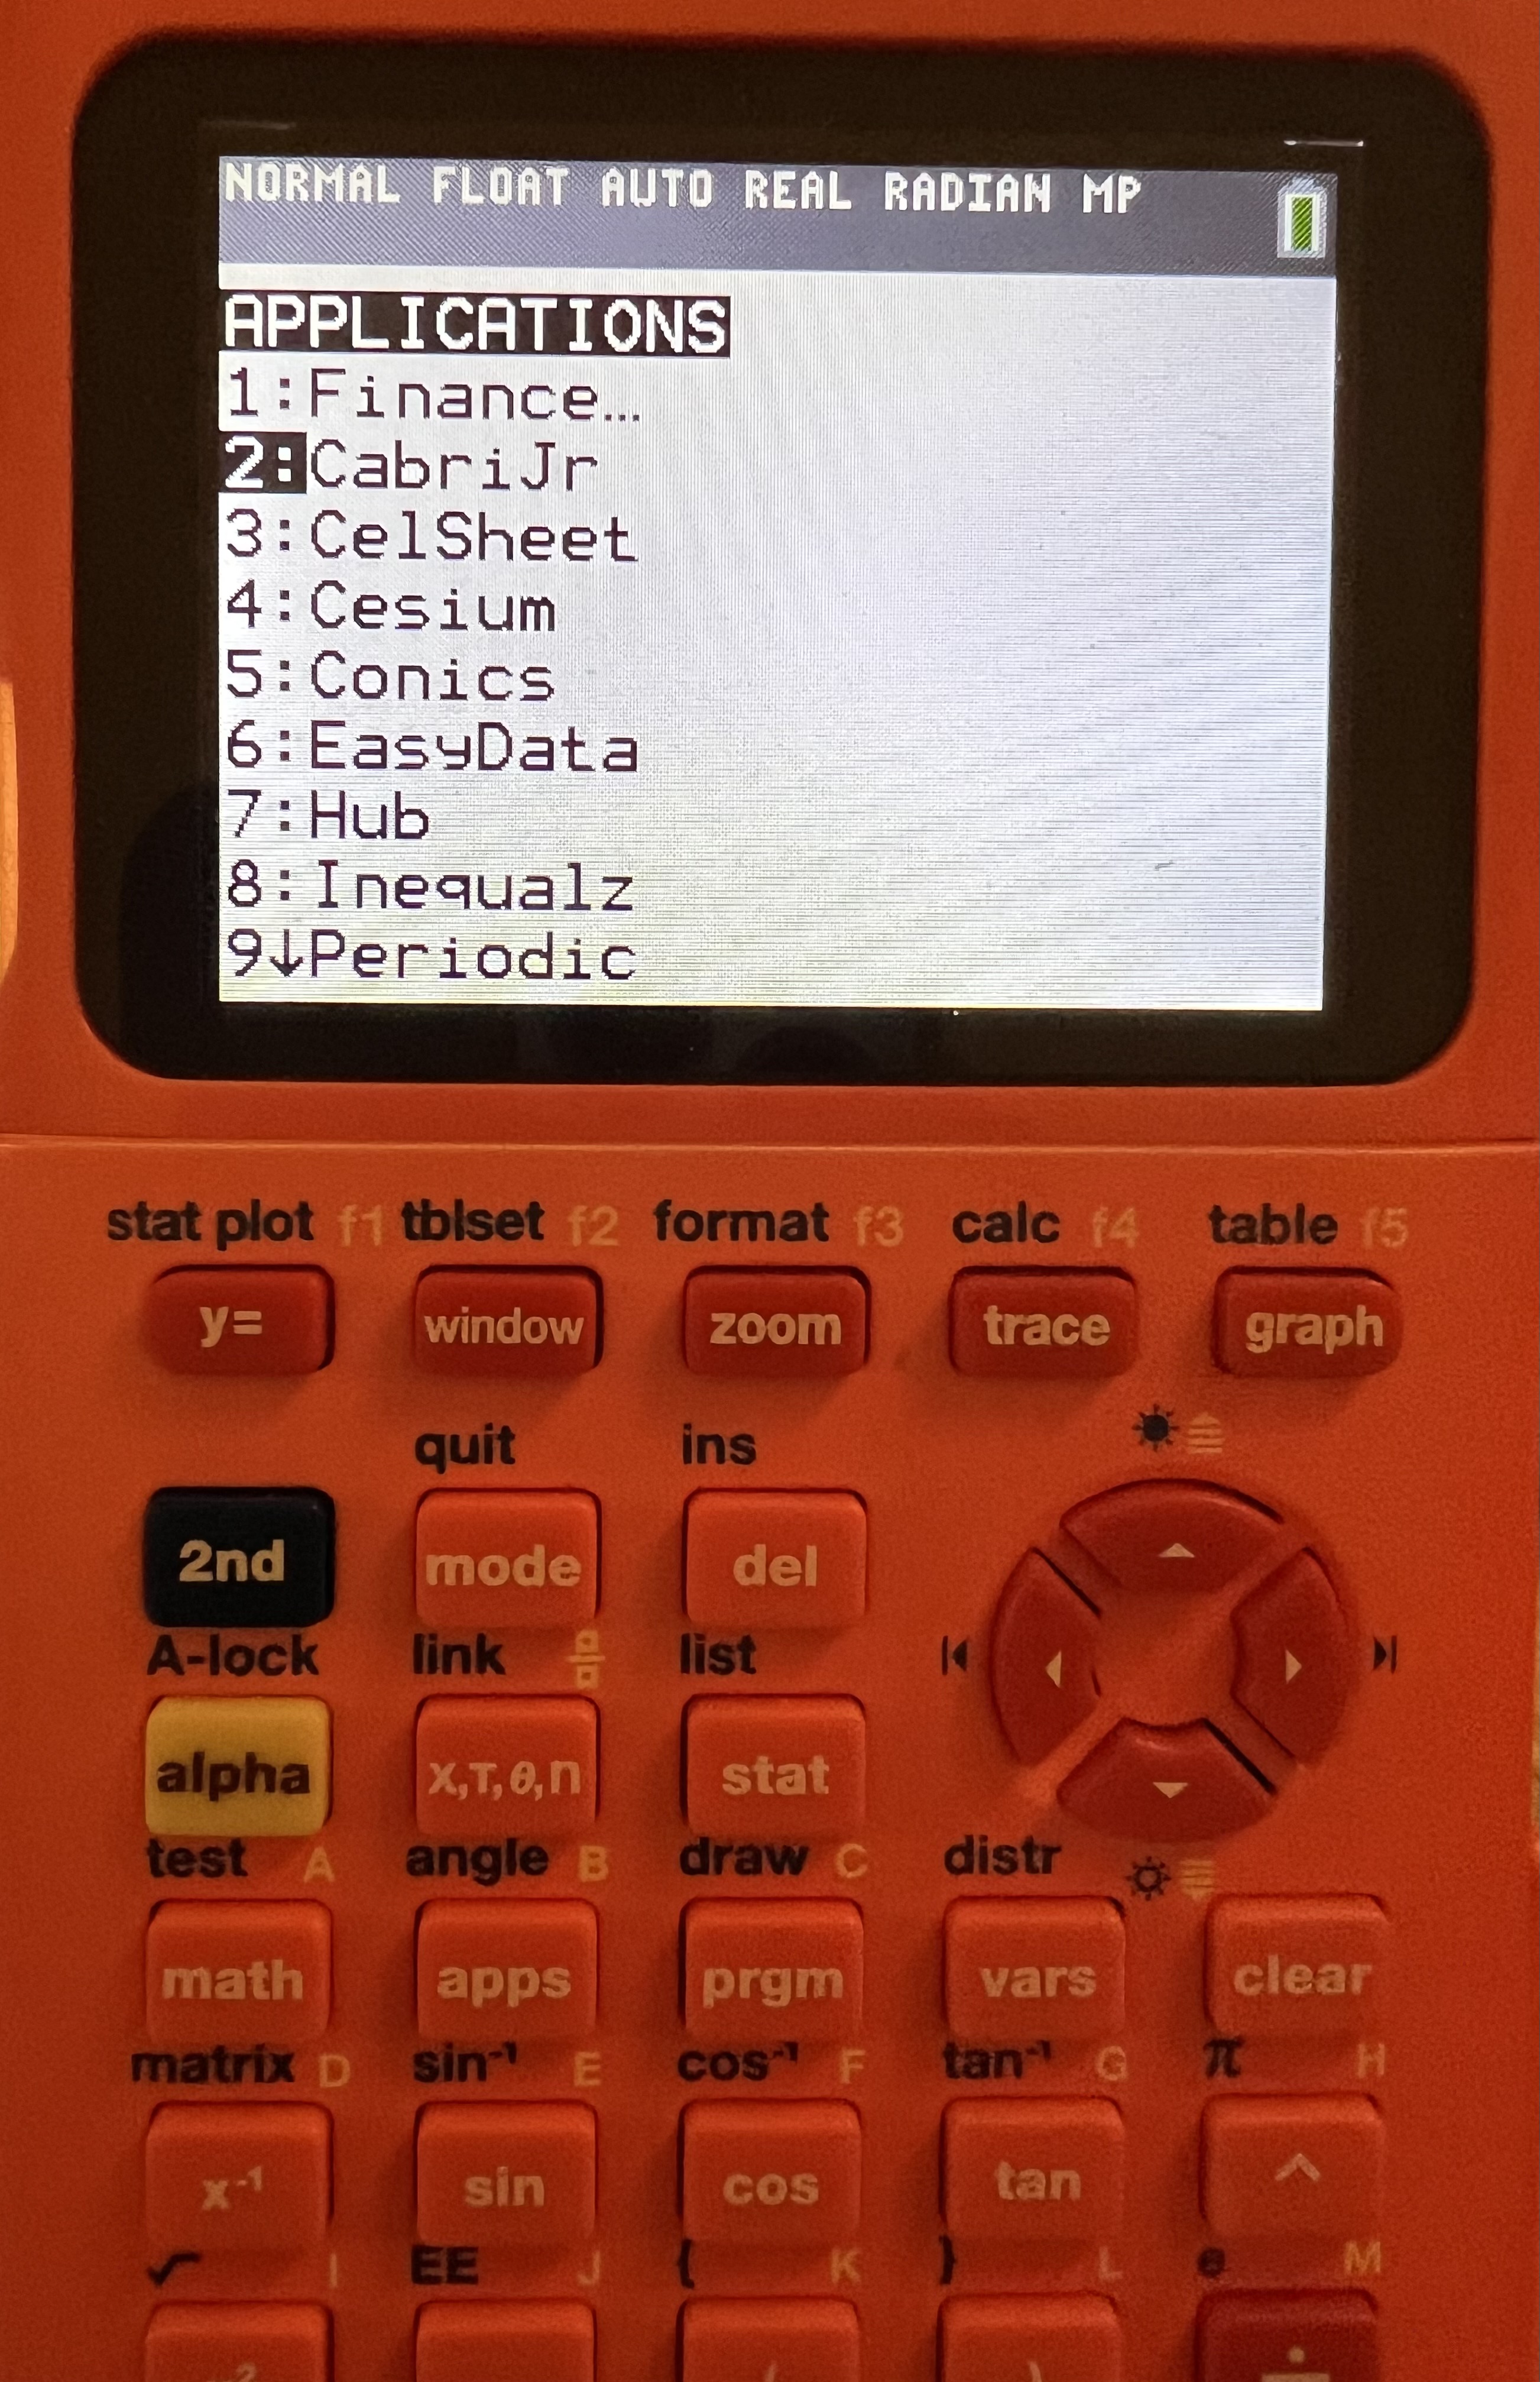 NORMAL FLOAT AUTO REAL RADIAN MP
APPLICATIONS
1:Finance…
2:CabriJr
3:CelSheet
4:Cesium
5:Conics
6:EasyData
7:Hub
8:Inequalz
9↓Periodic
stat plot f1 tblset f2 format f3 calc f4 table f5
y= window zoom trace graph
quit ins
2nd mode del
A-lock link list
alpha X,T,θ,n stat
test A angle B draw C distr
math apps prgm vars clear
matrix D sin⁻¹ E cos⁻¹ F tan⁻¹ G π H
x⁻¹ sin cos tan ^
√ I EE J { K } L e M